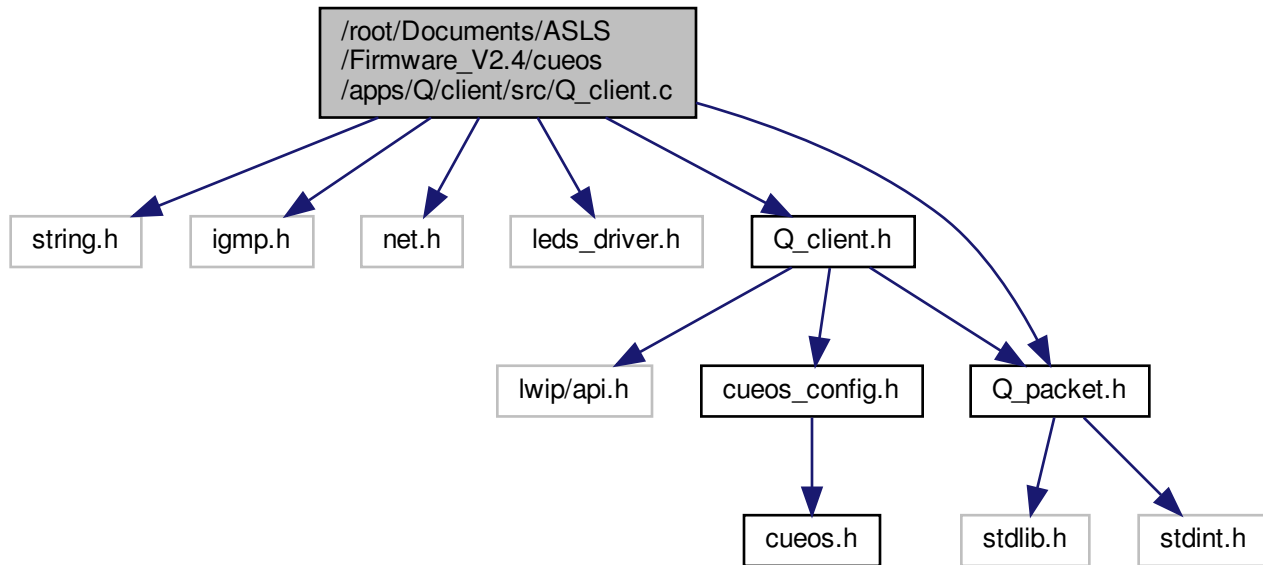 /root/Documents/ASLS
/Firmware_V2.4/cueos
/apps/Q/client/src/Q_client.c
string.h
igmp.h
net.h
leds_driver.h
Q_client.h
lwip/api.h
cueos_config.h
Q_packet.h
cueos.h
stdlib.h
stdint.h